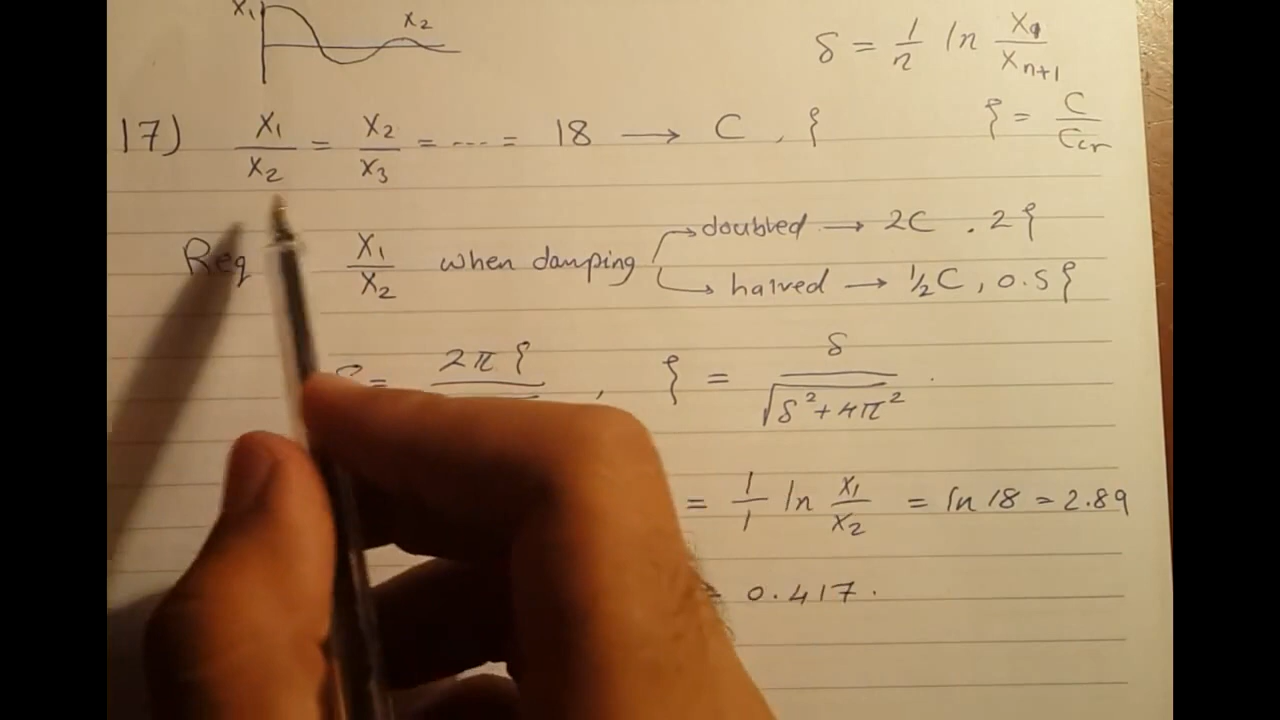 x₁ x₂
δ = 1/n ln x₁/xₙ₊₁
17) x₁/x₂ = x₂/x₃ = ---- = 18 → C , ξ
ξ = C/Ccr
Req x₁/x₂ when damping
doubled → 2C . 2ξ
halved → ½C , 0.5ξ
= 2πξ , ξ = δ/√δ²+4π²
= 1/1 ln x₁/x₂ = ln 18 = 2.89
= 0.417.